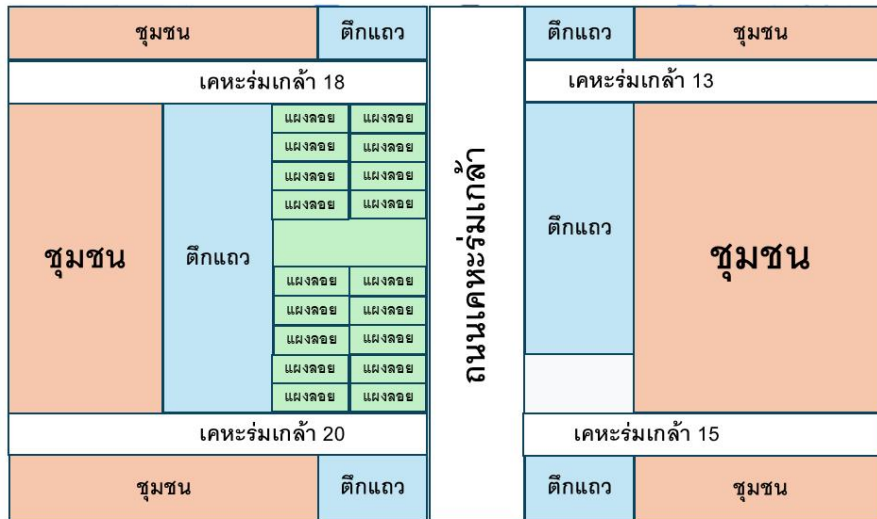 ชุมชน ตึกแถว ตึกแถว ชุมชน
เคหะร่มเกล้า 18 เคหะร่มเกล้า 13
แผงลอย แผงลอย
แผงลอย แผงลอย
แผงลอย แผงลอย
แผงลอย แผงลอย
ชุมชน ตึกแถว ถนนเคหะร่มเกล้า ตึกแถว ชุมชน
แผงลอย แผงลอย
แผงลอย แผงลอย
แผงลอย แผงลอย
แผงลอย แผงลอย
แผงลอย แผงลอย
เคหะร่มเกล้า 20 เคหะร่มเกล้า 15
ชุมชน ตึกแถว ตึกแถว ชุมชน